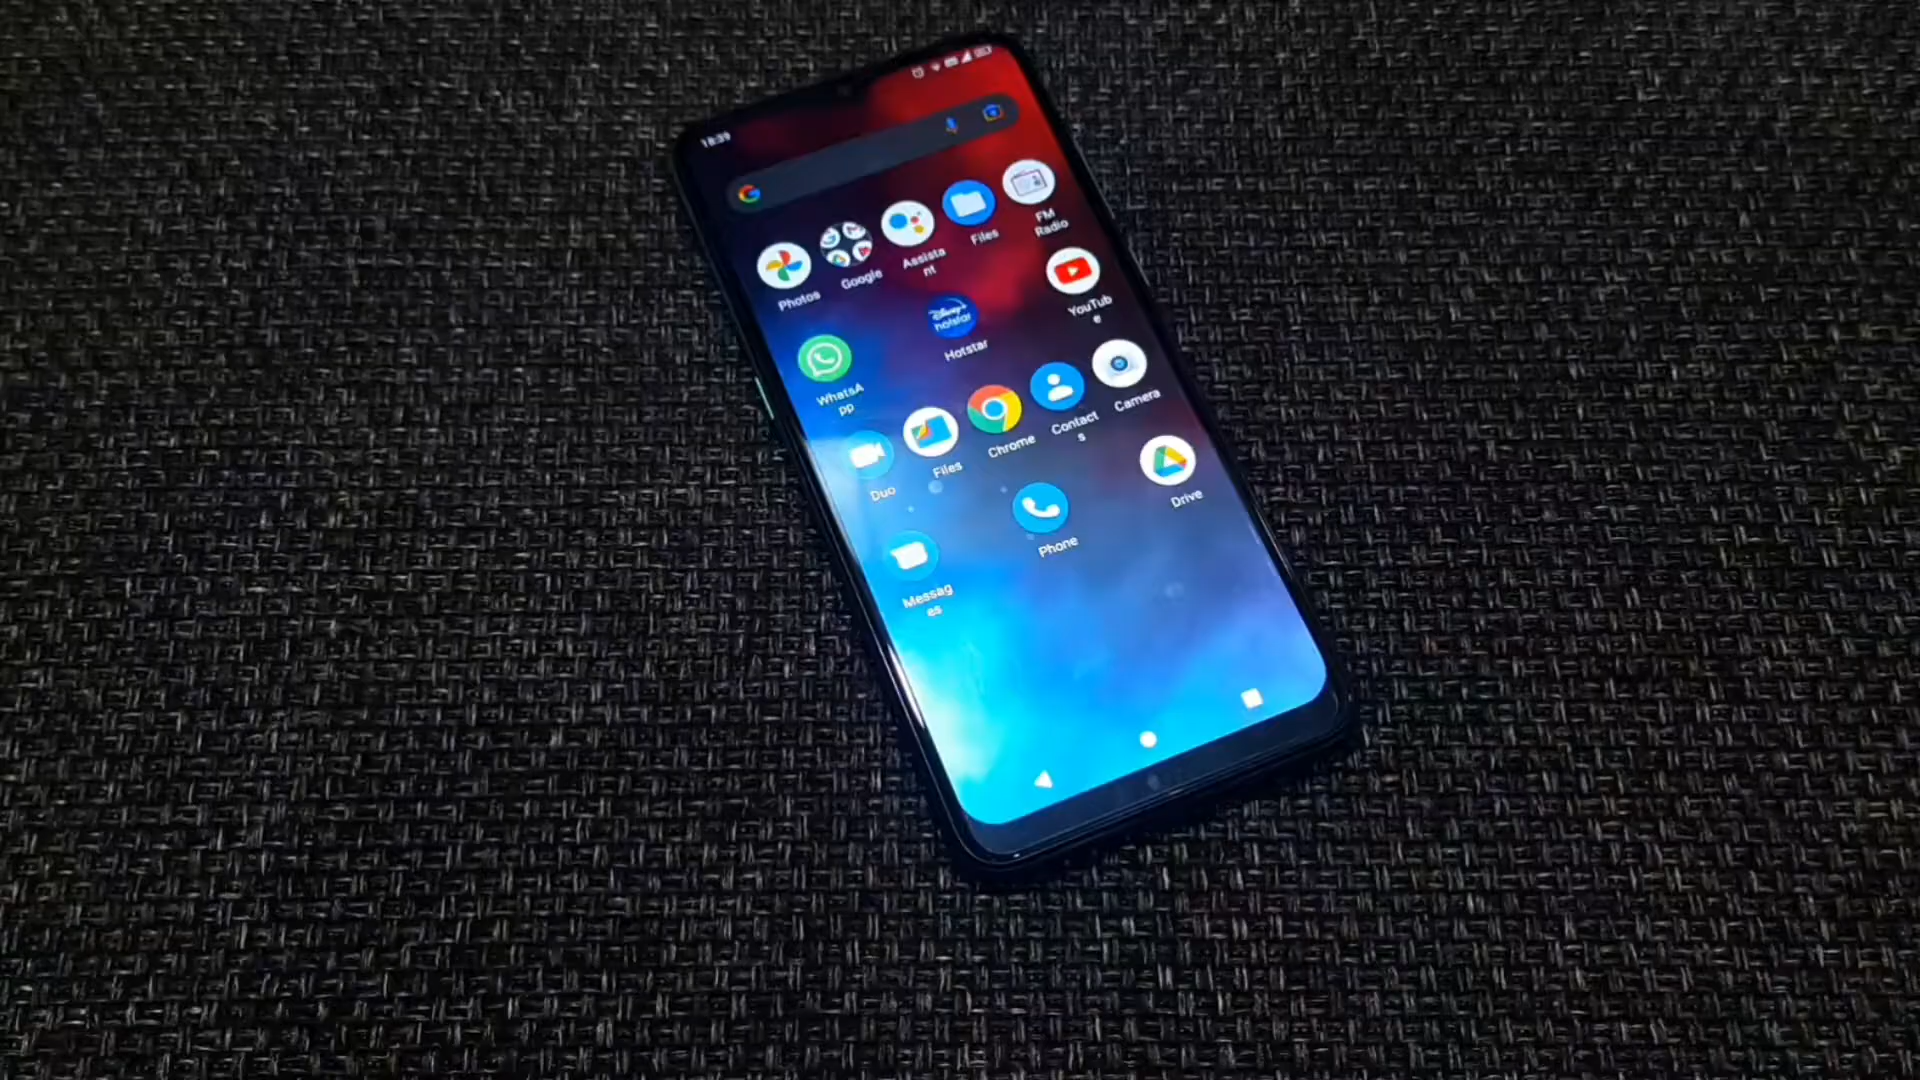 18:39
Photos
Google
Assista
nt
Files
FM
Radio
WhatsA
pp
Disney+
hotstar
Hotstar
YouTub
e
Duo
Files
Chrome
Contact
s
Camera
Messag
es
Phone
Drive